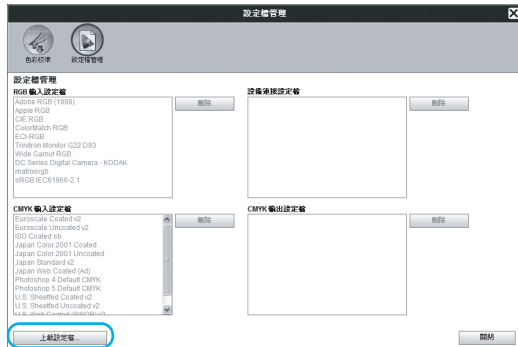 設定檔管理
色彩校準
設定檔管理
設定檔管理
RGB 輸入設定檔
Adobe RGB (1998)
Apple RGB
CIE RGB
ColorMatch RGB
ECI-RGB
Trinitron Monitor G22 D93
Wide Gamut RGB
DC Series Digital Camera - KODAK
matrixsrgb
sRGB IEC61966-2.1
刪除
設備連接設定檔
刪除
CMYK 輸入設定檔
Euroscale Coated v2
Euroscale Uncoated v2
ISO Coated sb
Japan Color 2001 Coated
Japan Color 2001 Uncoated
Japan Standard v2
Japan Web Coated (Ad)
Photoshop 4 Default CMYK
Photoshop 5 Default CMYK
U.S. Sheetfed Coated v2
U.S. Sheetfed Uncoated v2
U.S. Web Coated (SWOP) v2
刪除
CMYK 輸出設定檔
刪除
上載設定檔...
關閉